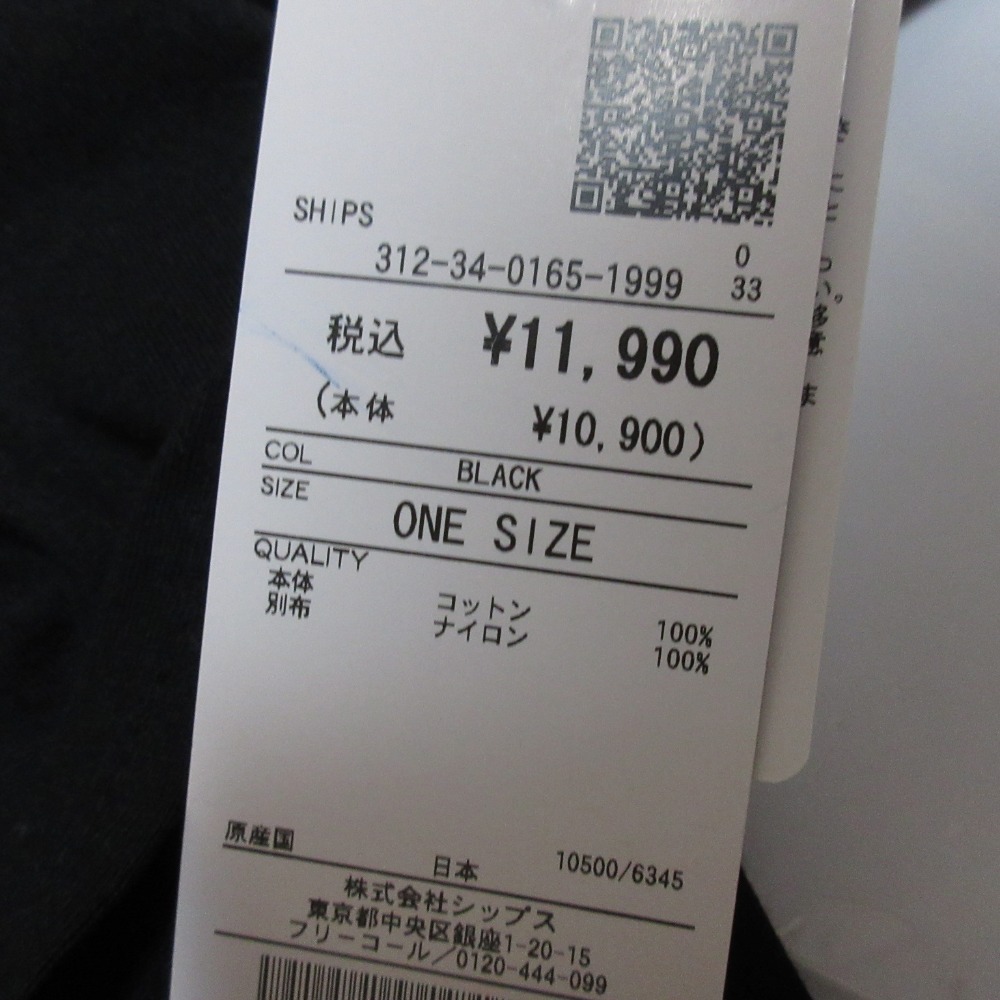 SHIPS
0
312-34-0165-1999 33
税込 ¥11,990
(本体 ¥10,900)
COL BLACK
SIZE ONE SIZE
QUALITY
本体 コットン 100%
別布 ナイロン 100%
原産国 日本 10500/6345
株式会社シップス
東京都中央区銀座1-20-15
フリーコール/0120-444-099